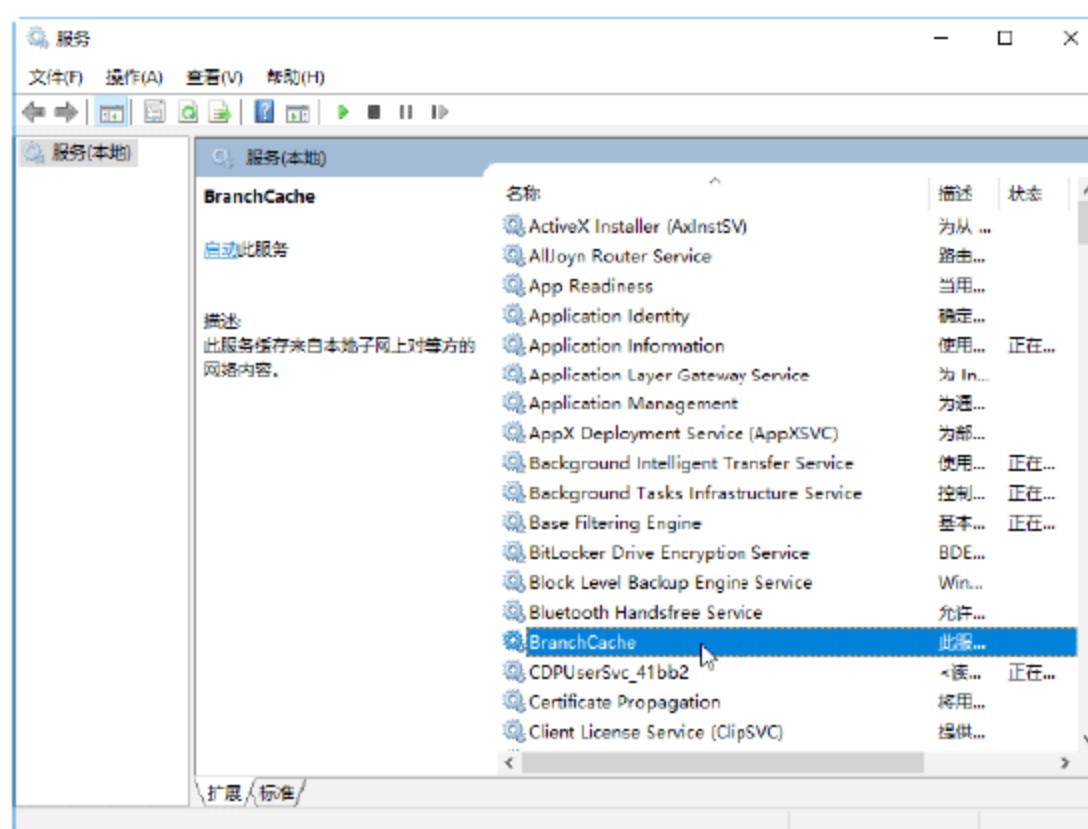 服务
文件(F) 操作(A) 查看(V) 帮助(H)
服务(本地)
服务(本地)
BranchCache
启动此服务
描述:
此服务缓存来自本地子网上对等方的
网络内容。
名称 描述 状态
ActiveX Installer (AxInstSV) 为从 ...
AllJoyn Router Service 路由...
App Readiness 当用...
Application Identity 确定...
Application Information 使用... 正在...
Application Layer Gateway Service 为 In...
Application Management 为通...
AppX Deployment Service (AppXSVC) 为部...
Background Intelligent Transfer Service 使用... 正在...
Background Tasks Infrastructure Service 控制... 正在...
Base Filtering Engine 基本... 正在...
BitLocker Drive Encryption Service BDE...
Block Level Backup Engine Service Win...
Bluetooth Handsfree Service 允许...
BranchCache 此服...
CDPUserSvc_41bb2 <读... 正在...
Certificate Propagation 将用...
Client License Service (ClipSVC) 提供...
扩展 标准